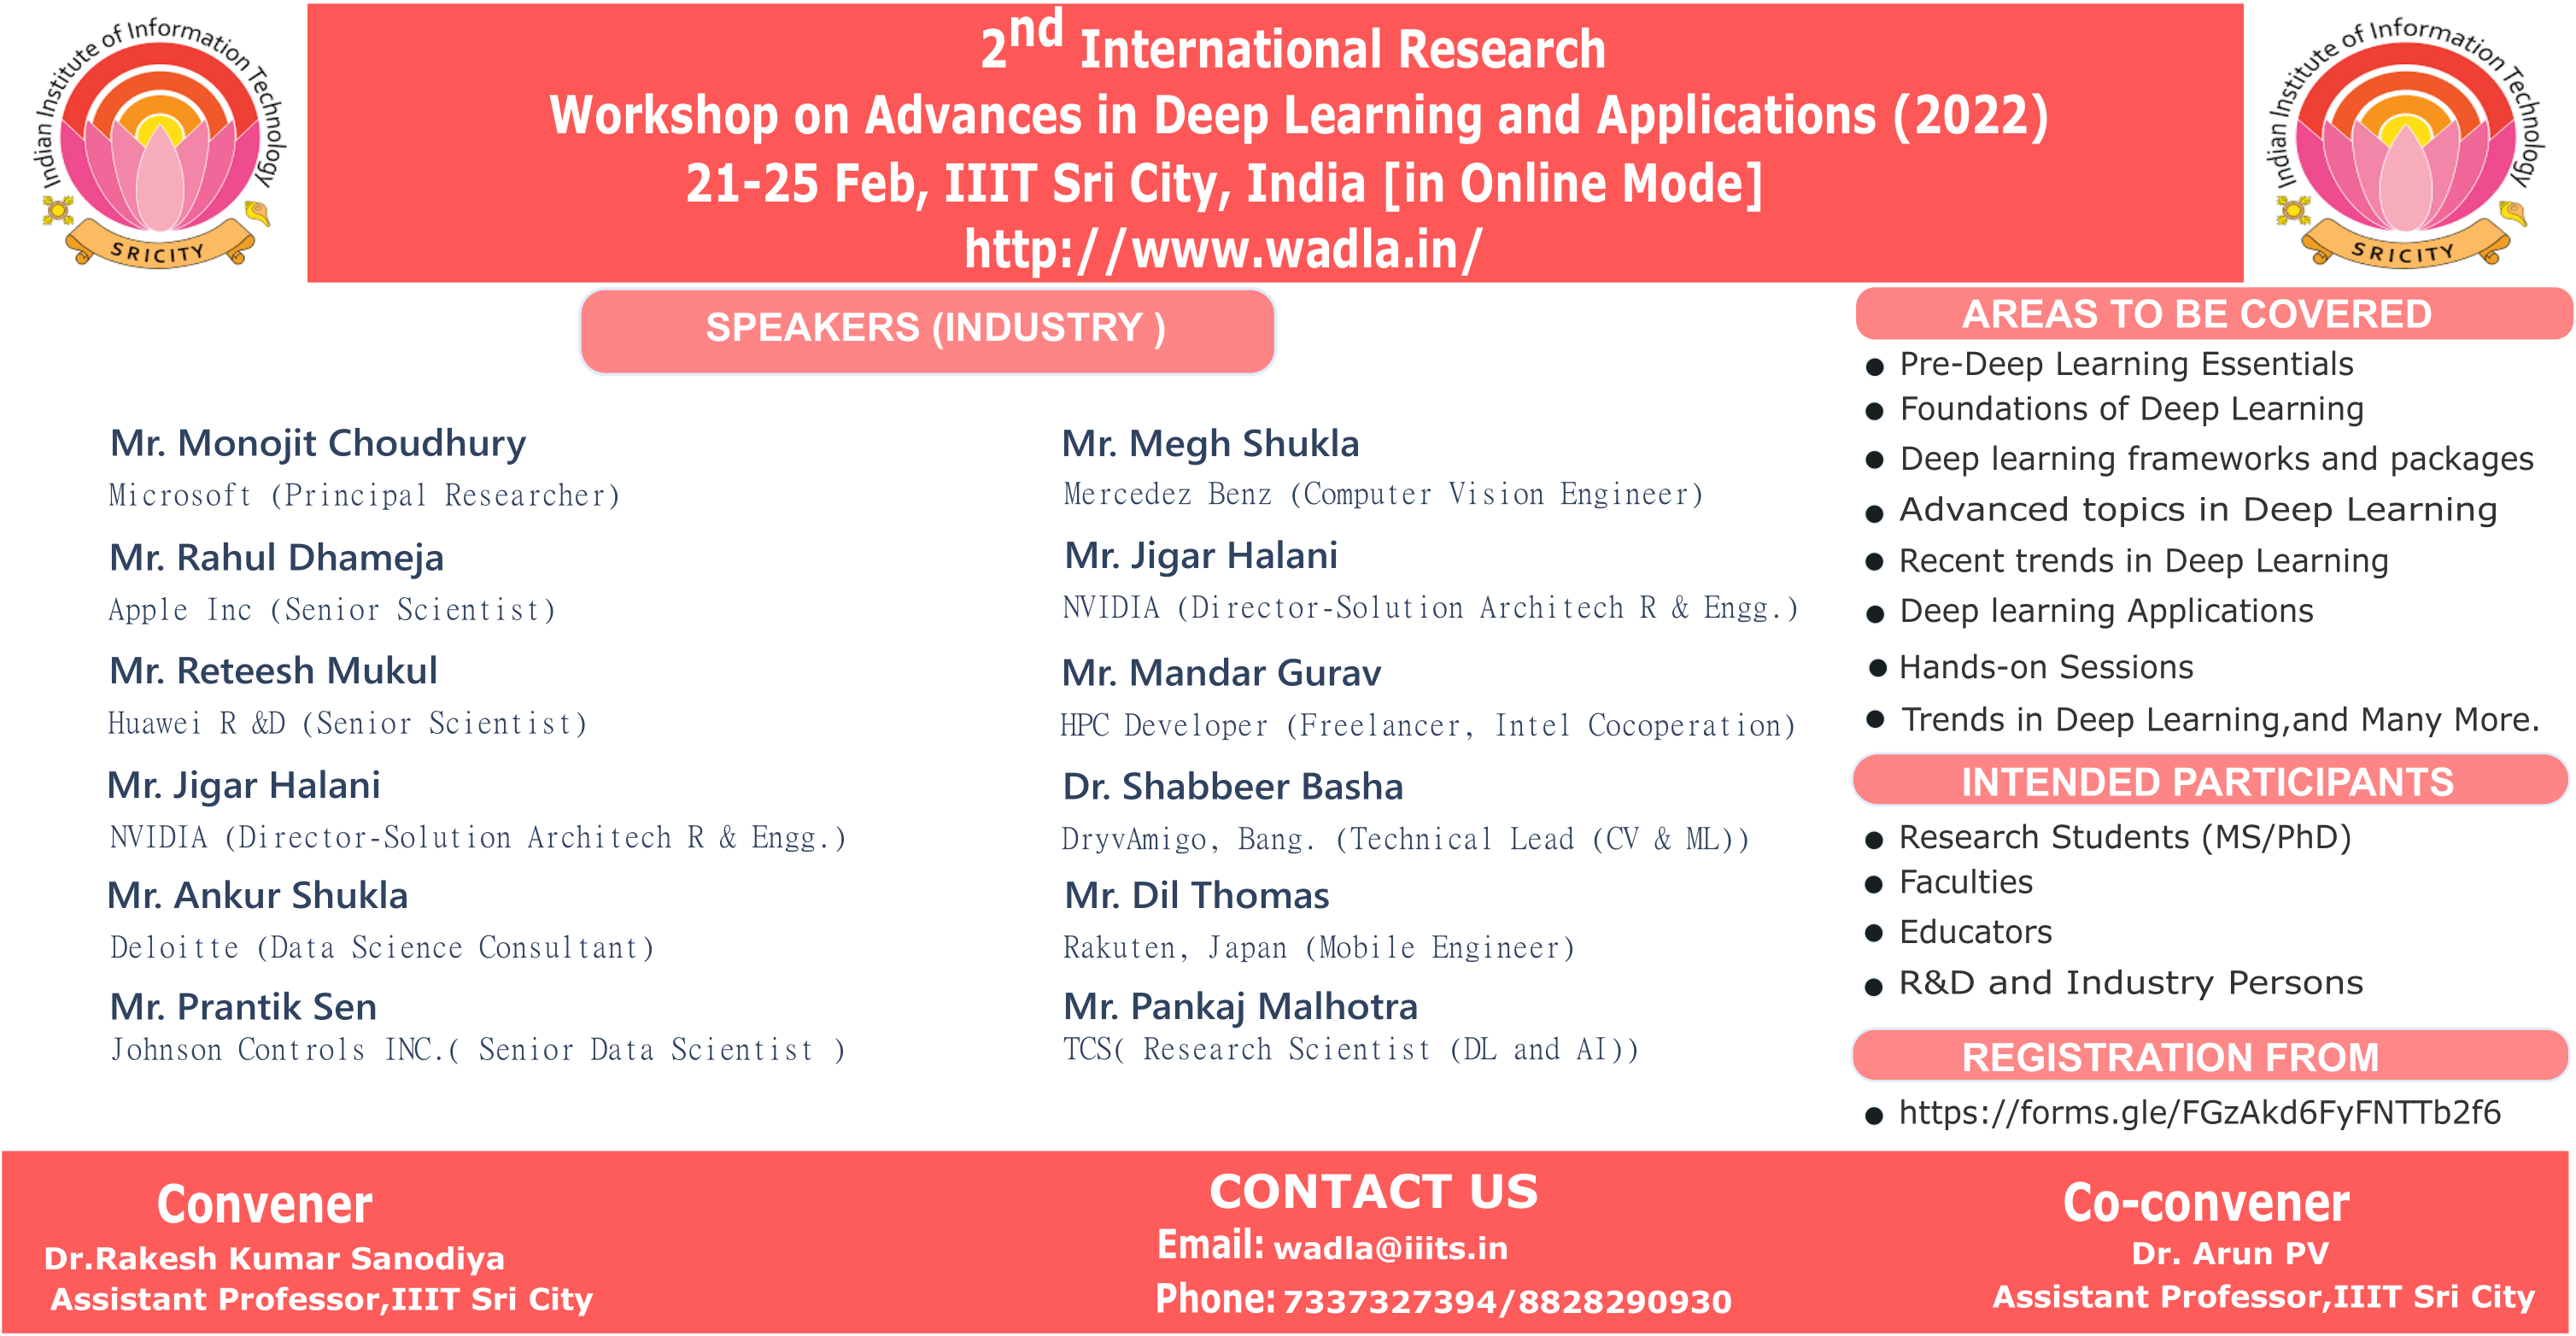 Indian Institute of Information Technology
SRICITY
2nd International Research
Workshop on Advances in Deep Learning and Applications (2022)
21-25 Feb, IIIT Sri City, India [in Online Mode]
http://www.wadla.in/
Indian Institute of Information Technology
SRICITY
SPEAKERS (INDUSTRY )
Mr. Monojit Choudhury
Microsoft (Principal Researcher)
Mr. Rahul Dhameja
Apple Inc (Senior Scientist)
Mr. Reteesh Mukul
Huawei R &D (Senior Scientist)
Mr. Jigar Halani
NVIDIA (Director-Solution Architech R & Engg.)
Mr. Ankur Shukla
Deloitte (Data Science Consultant)
Mr. Prantik Sen
Johnson Controls INC.( Senior Data Scientist )
Mr. Megh Shukla
Mercedez Benz (Computer Vision Engineer)
Mr. Jigar Halani
NVIDIA (Director-Solution Architech R & Engg.)
Mr. Mandar Gurav
HPC Developer (Freelancer, Intel Cocoperation)
Dr. Shabbeer Basha
DryvAmigo, Bang. (Technical Lead (CV & ML))
Mr. Dil Thomas
Rakuten, Japan (Mobile Engineer)
Mr. Pankaj Malhotra
TCS( Research Scientist (DL and AI))
AREAS TO BE COVERED
● Pre-Deep Learning Essentials
● Foundations of Deep Learning
● Deep learning frameworks and packages
● Advanced topics in Deep Learning
● Recent trends in Deep Learning
● Deep learning Applications
● Hands-on Sessions
● Trends in Deep Learning,and Many More.
INTENDED PARTICIPANTS
● Research Students (MS/PhD)
● Faculties
● Educators
● R&D and Industry Persons
REGISTRATION FROM
● https://forms.gle/FGzAkd6FyFNTTb2f6
Convener
Dr.Rakesh Kumar Sanodiya
Assistant Professor,IIIT Sri City
CONTACT US
Email: wadla@iiits.in
Phone: 7337327394/8828290930
Co-convener
Dr. Arun PV
Assistant Professor,IIIT Sri City